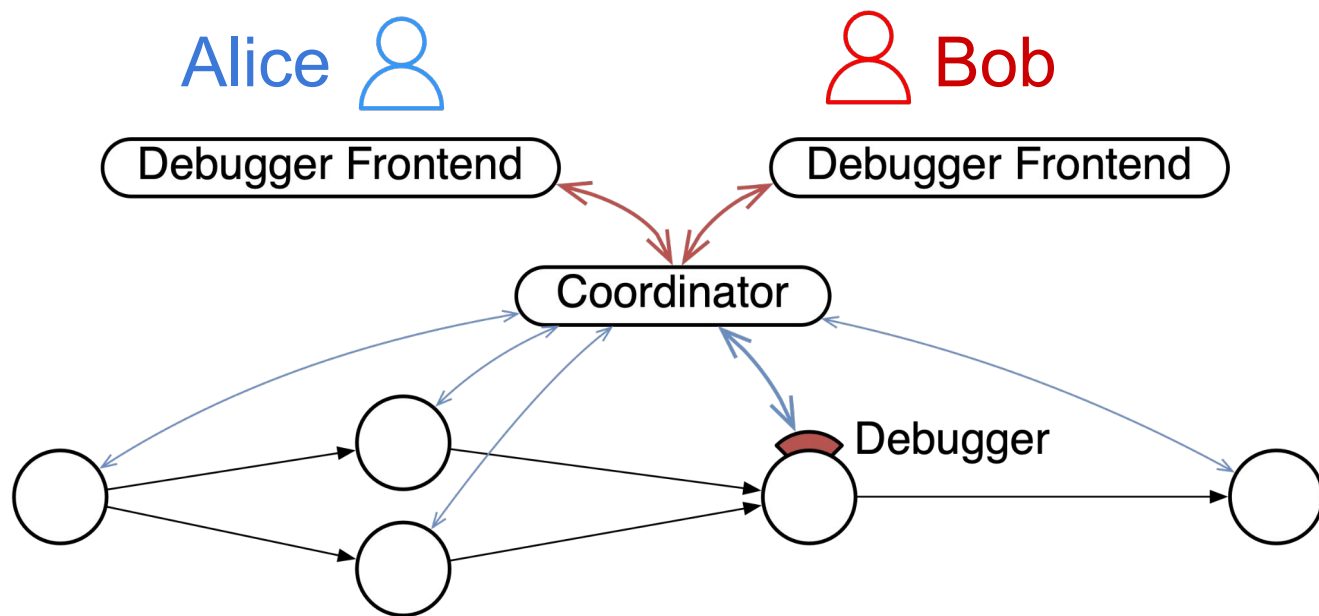 Alice
Bob
Debugger Frontend
Debugger Frontend
Coordinator
Debugger